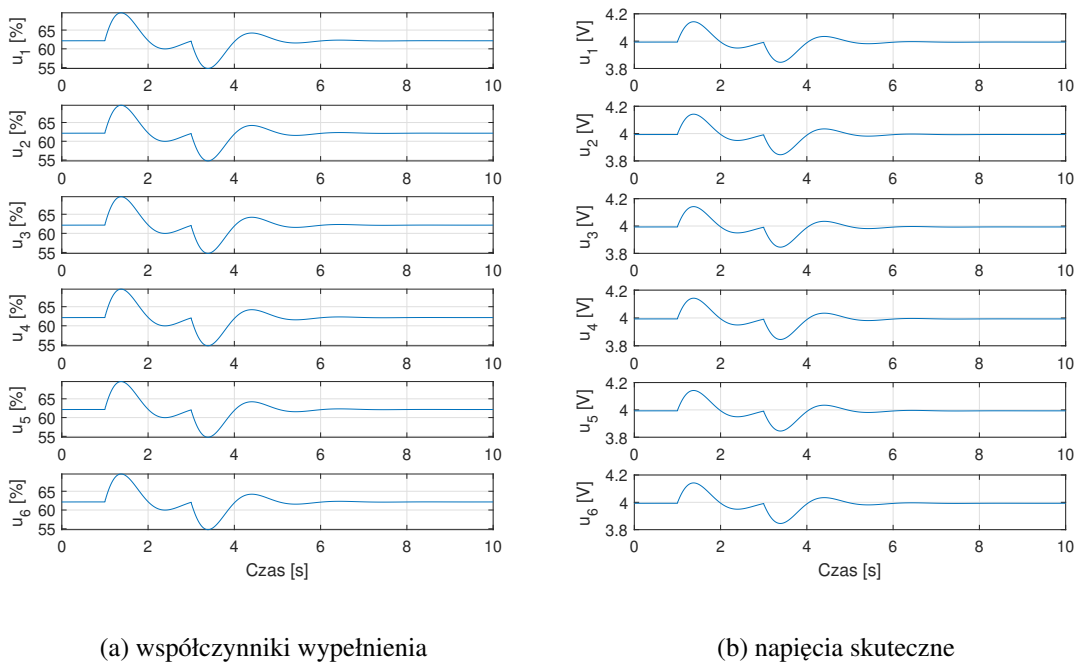 65
60
55
u1 [%]
0 2 4 6 8 10
65
60
55
u2 [%]
0 2 4 6 8 10
65
60
55
u3 [%]
0 2 4 6 8 10
65
60
55
u4 [%]
0 2 4 6 8 10
65
60
55
u5 [%]
0 2 4 6 8 10
65
60
55
u6 [%]
0 2 4 6 8 10
Czas [s]
(a) współczynniki wypełnienia
4.2
4
3.8
u1 [V]
0 2 4 6 8 10
4.2
4
3.8
u2 [V]
0 2 4 6 8 10
4.2
4
3.8
u3 [V]
0 2 4 6 8 10
4.2
4
3.8
u4 [V]
0 2 4 6 8 10
4.2
4
3.8
u5 [V]
0 2 4 6 8 10
4.2
4
3.8
u6 [V]
0 2 4 6 8 10
Czas [s]
(b) napięcia skuteczne